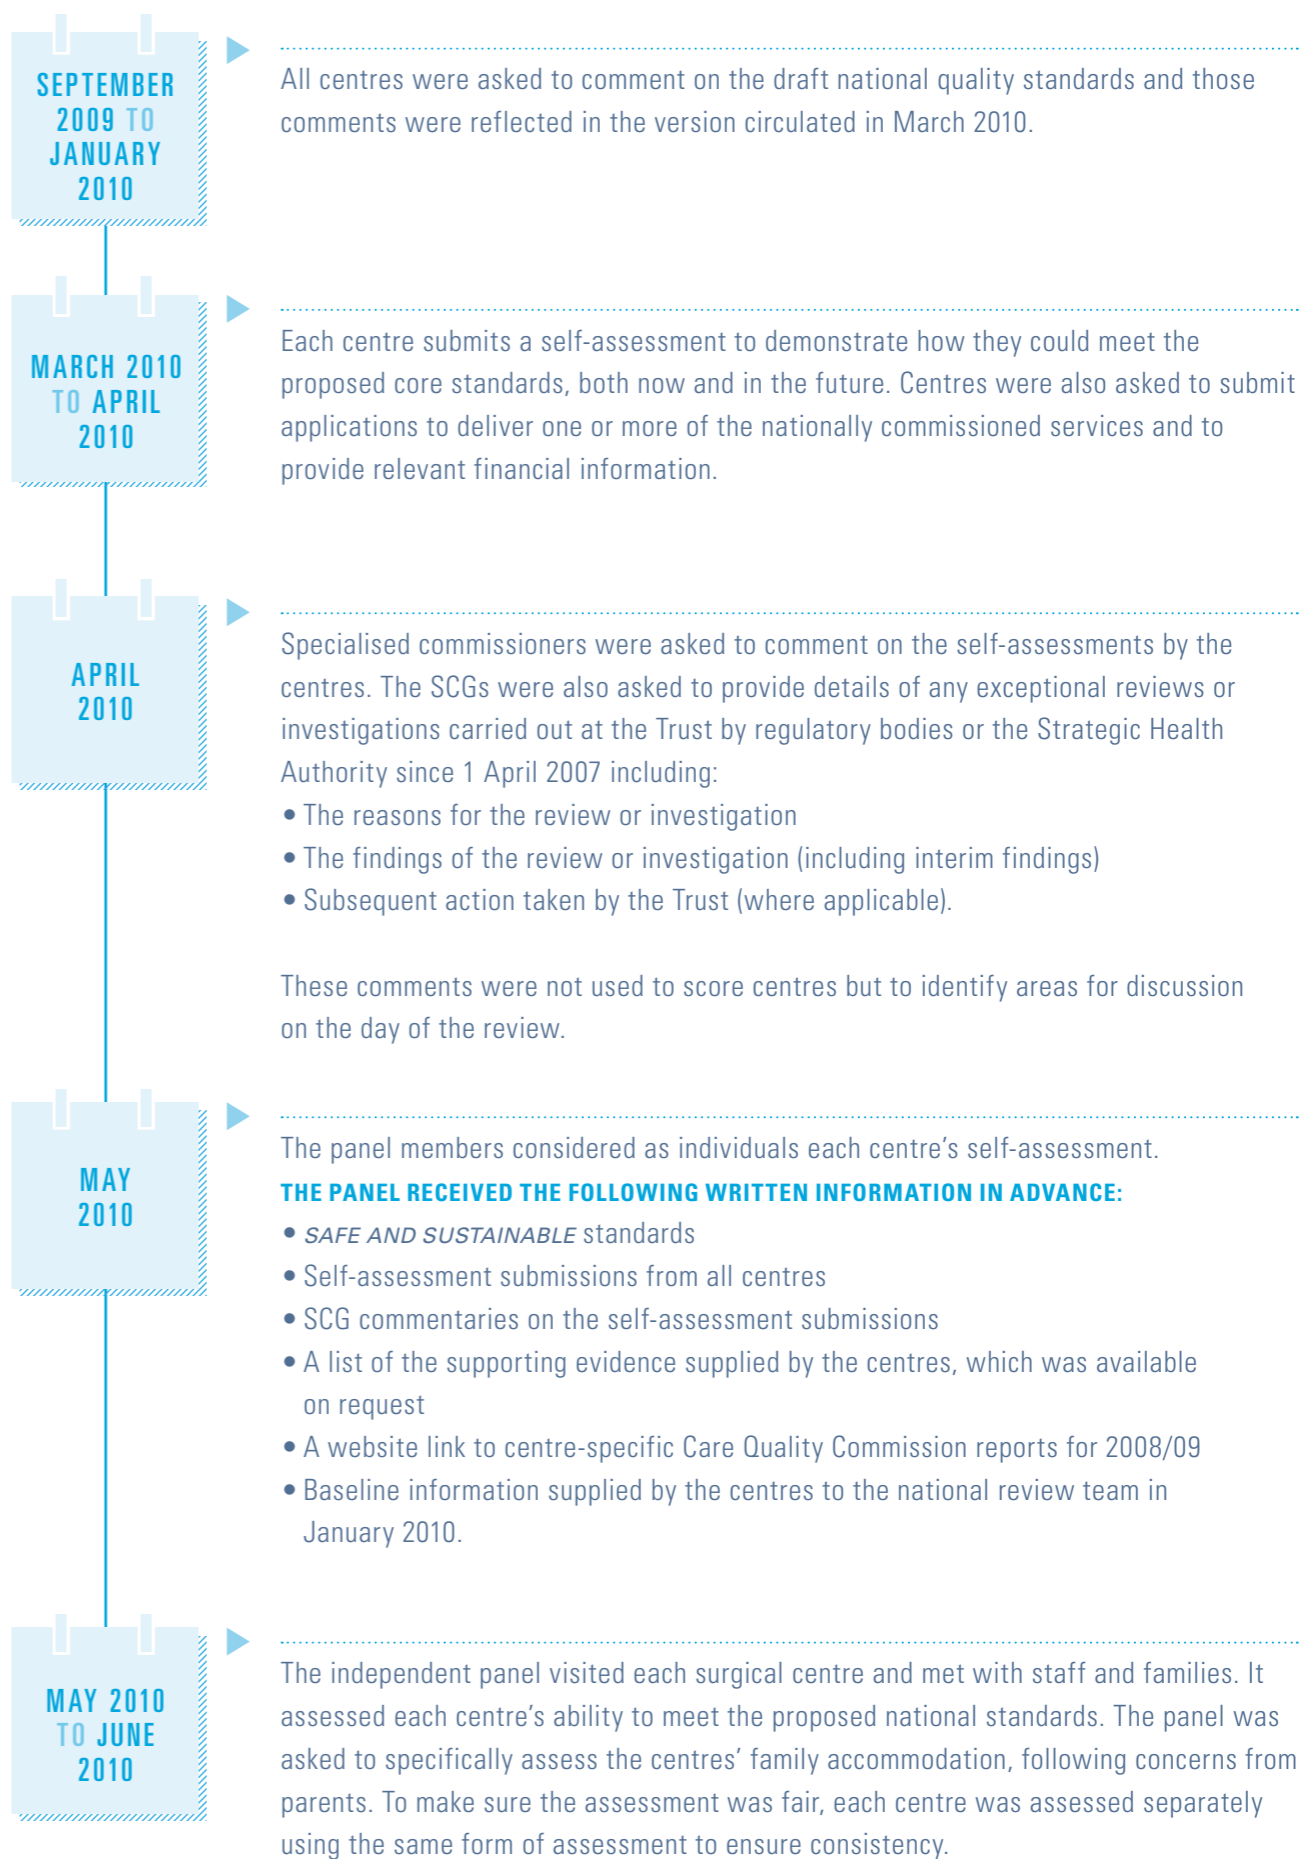 SEPTEMBER
2009 TO
JANUARY
2010
All centres were asked to comment on the draft national quality standards and those
comments were reflected in the version circulated in March 2010.
MARCH 2010
TO APRIL
2010
Each centre submits a self-assessment to demonstrate how they could meet the
proposed core standards, both now and in the future. Centres were also asked to submit
applications to deliver one or more of the nationally commissioned services and to
provide relevant financial information.
APRIL
2010
Specialised commissioners were asked to comment on the self-assessments by the
centres. The SCGs were also asked to provide details of any exceptional reviews or
investigations carried out at the Trust by regulatory bodies or the Strategic Health
Authority since 1 April 2007 including:
• The reasons for the review or investigation
• The findings of the review or investigation (including interim findings)
• Subsequent action taken by the Trust (where applicable).
These comments were not used to score centres but to identify areas for discussion
on the day of the review.
MAY
2010
The panel members considered as individuals each centre's self-assessment.
THE PANEL RECEIVED THE FOLLOWING WRITTEN INFORMATION IN ADVANCE:
• SAFE AND SUSTAINABLE standards
• Self-assessment submissions from all centres
• SCG commentaries on the self-assessment submissions
• A list of the supporting evidence supplied by the centres, which was available
on request
• A website link to centre-specific Care Quality Commission reports for 2008/09
• Baseline information supplied by the centres to the national review team in
January 2010.
MAY 2010
TO JUNE
2010
The independent panel visited each surgical centre and met with staff and families. It
assessed each centre's ability to meet the proposed national standards. The panel was
asked to specifically assess the centres' family accommodation, following concerns from
parents. To make sure the assessment was fair, each centre was assessed separately
using the same form of assessment to ensure consistency.